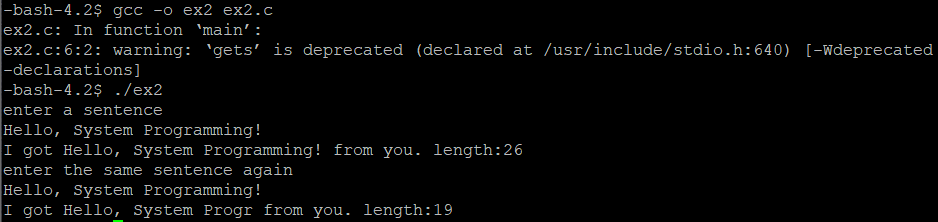 -bash-4.2$ gcc -o ex2 ex2.c
ex2.c: In function ‘main’:
ex2.c:6:2: warning: ‘gets’ is deprecated (declared at /usr/include/stdio.h:640) [-Wdeprecated
-declarations]
-bash-4.2$ ./ex2
enter a sentence
Hello, System Programming!
I got Hello, System Programming! from you. length:26
enter the same sentence again
Hello, System Programming!
I got Hello, System Progr from you. length:19